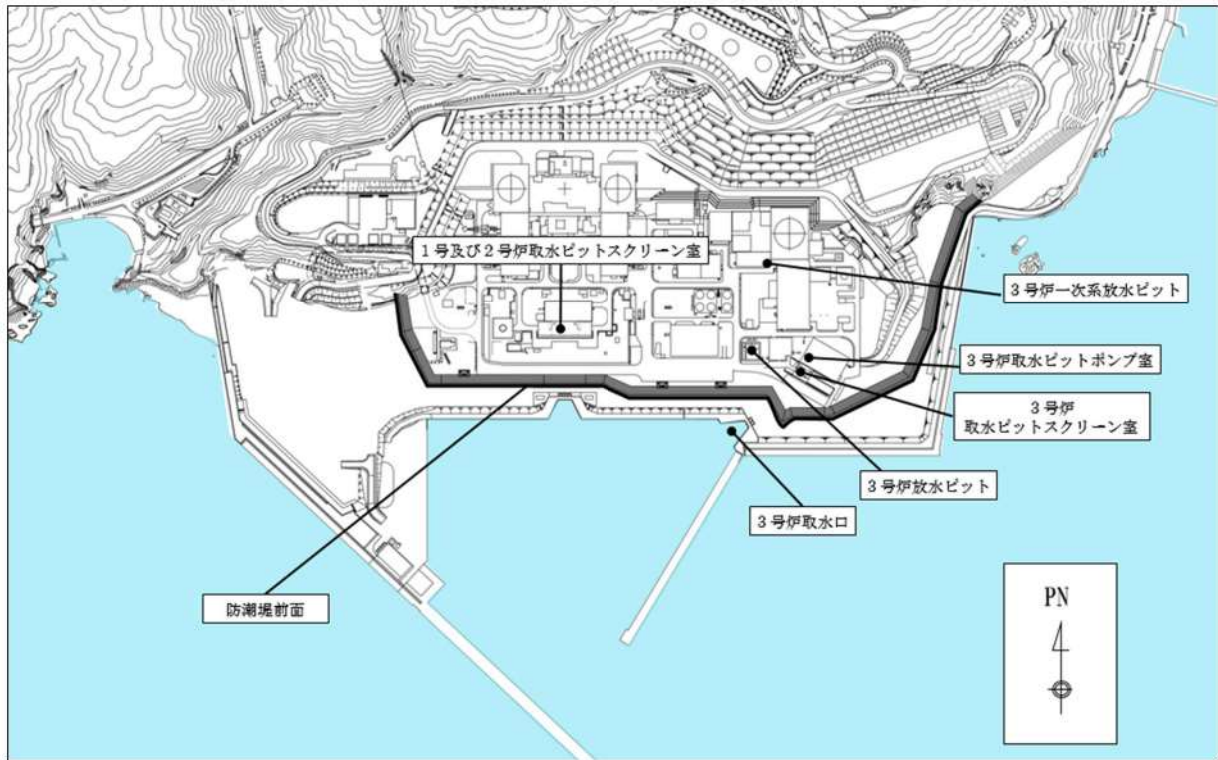 1号及び2号炉取水ピットスクリーン室
3号炉一次系放水ピット
3号炉取水ピットポンプ室
3号炉
取水ピットスクリーン室
3号炉放水ピット
3号炉取水口
防潮堤前面
PN